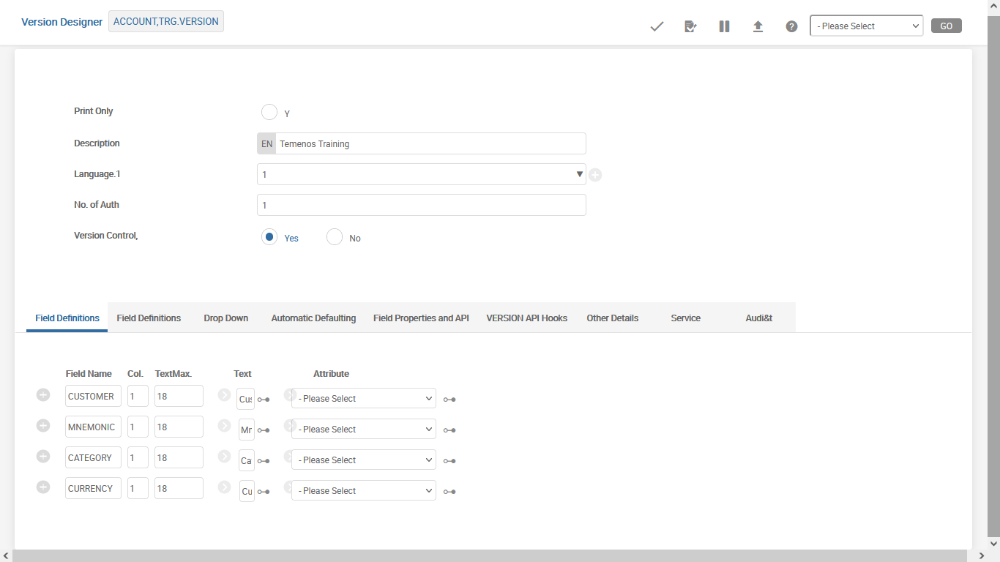 Version Designer ACCOUNT,TRG.VERSION
? - Please Select GO
Print Only Y
Description EN Temenos Training
Language.1 1
No. of Auth 1
Version Control, Yes No
Field Definitions Field Definitions Drop Down Automatic Defaulting Field Properties and API VERSION API Hooks Other Details Service Audi&t
Field Name Col. TextMax. Text Attribute
CUSTOMER 1 18 Cus - Please Select
MNEMONIC 1 18 Mr - Please Select
CATEGORY 1 18 Ca - Please Select
CURRENCY 1 18 Cu - Please Select